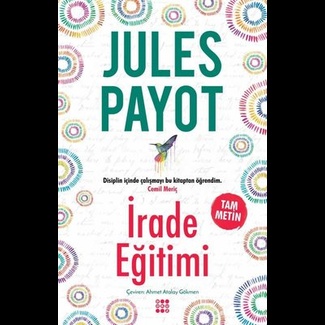 JULES
PAYOT
Disiplin içinde çalışmayı bu kitaptan öğrendim.
Cemil Meriç
TAM
METİN
İrade
Eğitimi
Çeviren: Ahmet Atalay Gökmen